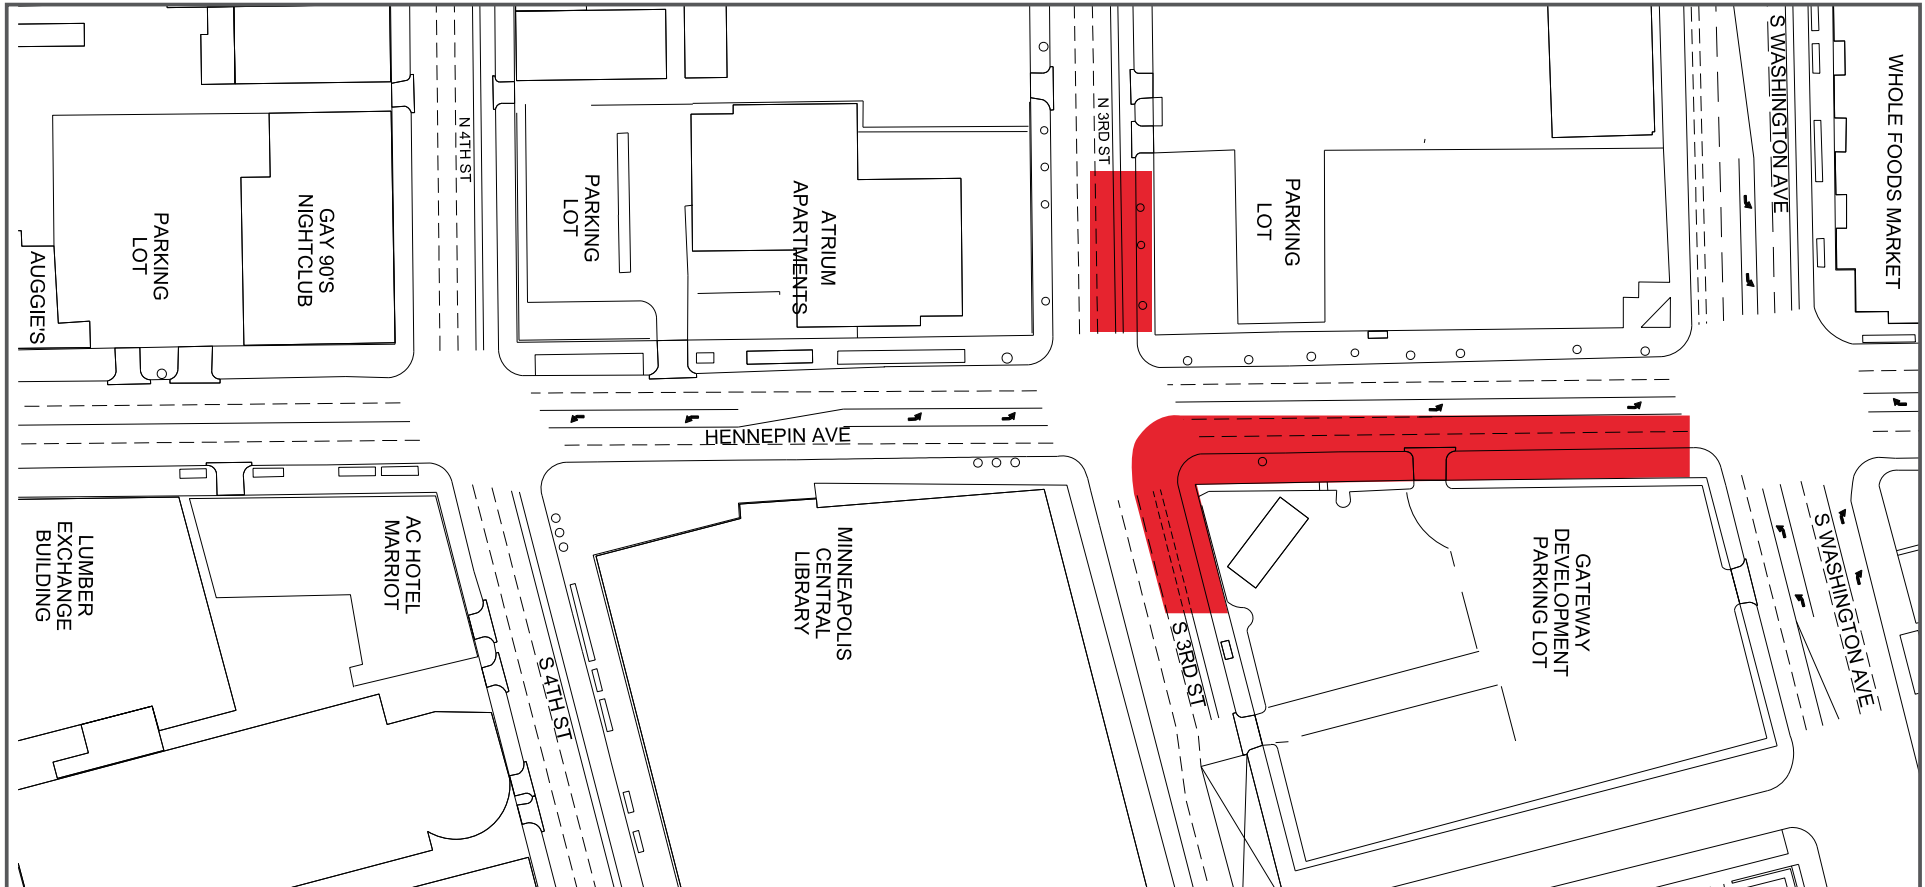 AUGGIE'S
PARKING
LOT
GAY 90'S
NIGHTCLUB
N 4TH ST
PARKING
LOT
ATRIUM
APARTMENTS
N 3RD ST
PARKING
LOT
S WASHINGTON AVE
WHOLE FOODS MARKET
HENNEPIN AVE
LUMBER
EXCHANGE
BUILDING
AC HOTEL
MARRIOT
S 4TH ST
MINNEAPOLIS
CENTRAL
LIBRARY
S 3RD ST
GATEWAY
DEVELOPMENT
PARKING LOT
S WASHINGTON AVE